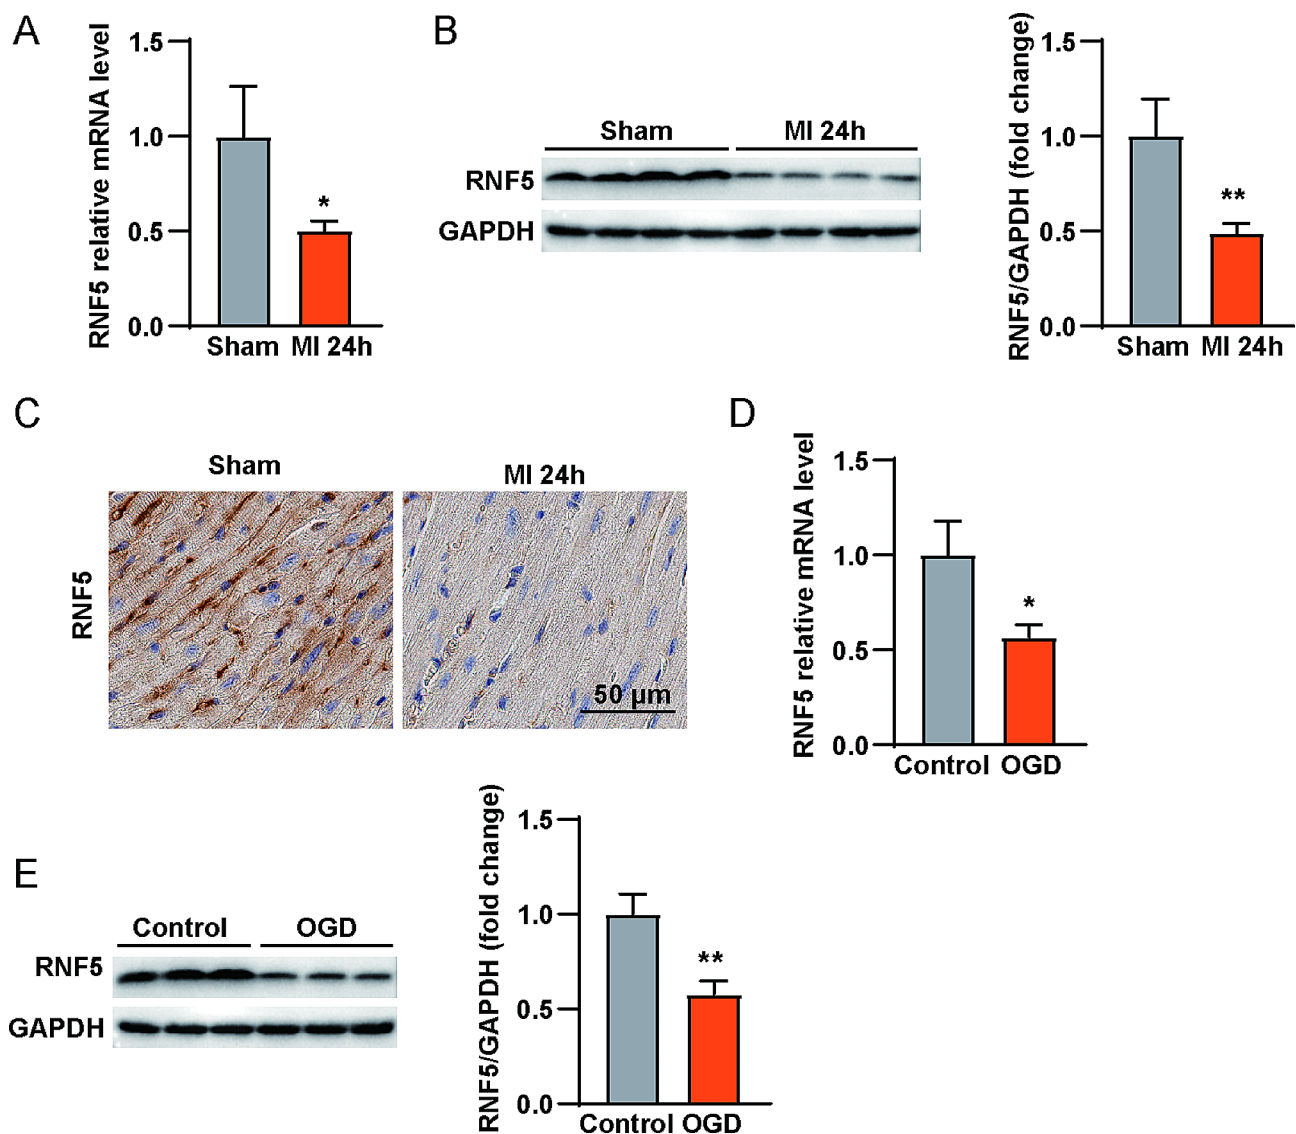 A
RNF5 relative mRNA level
1.5
1.0
0.5
0.0
*
Sham MI 24h
B
Sham MI 24h
RNF5
GAPDH
RNF5/GAPDH (fold change)
1.5
1.0
0.5
0.0
**
Sham MI 24h
C
Sham
MI 24h
RNF5
50 μm
D
RNF5 relative mRNA level
1.5
1.0
0.5
0.0
*
Control OGD
E
Control OGD
RNF5
GAPDH
RNF5/GAPDH (fold change)
1.5
1.0
0.5
0.0
**
Control OGD